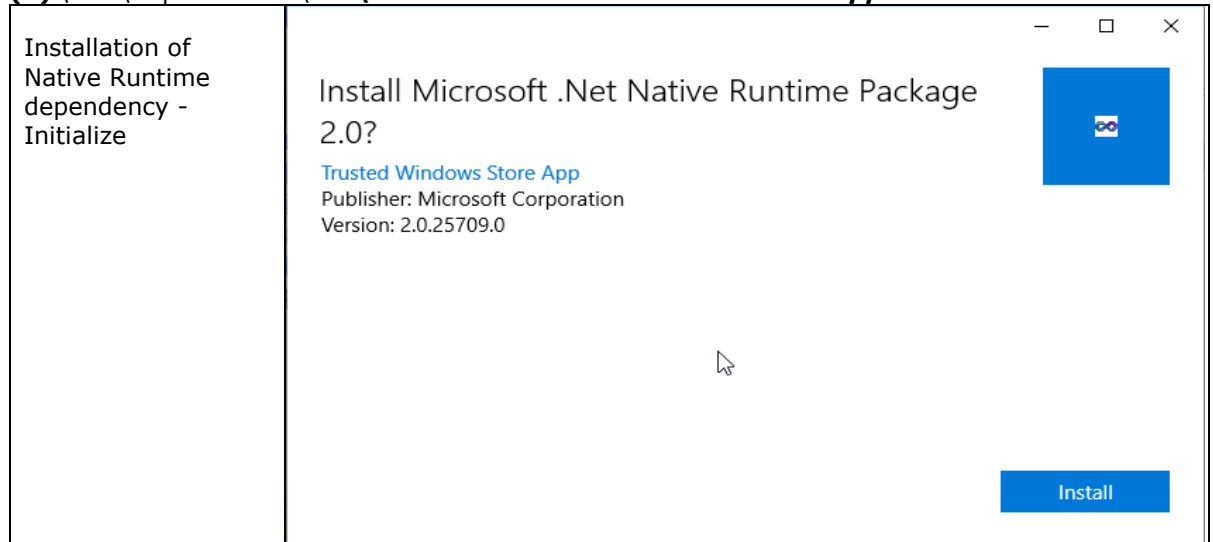 Installation of
Native Runtime
dependency -
Initialize
Install Microsoft .Net Native Runtime Package
2.0?
Trusted Windows Store App
Publisher: Microsoft Corporation
Version: 2.0.25709.0
Install